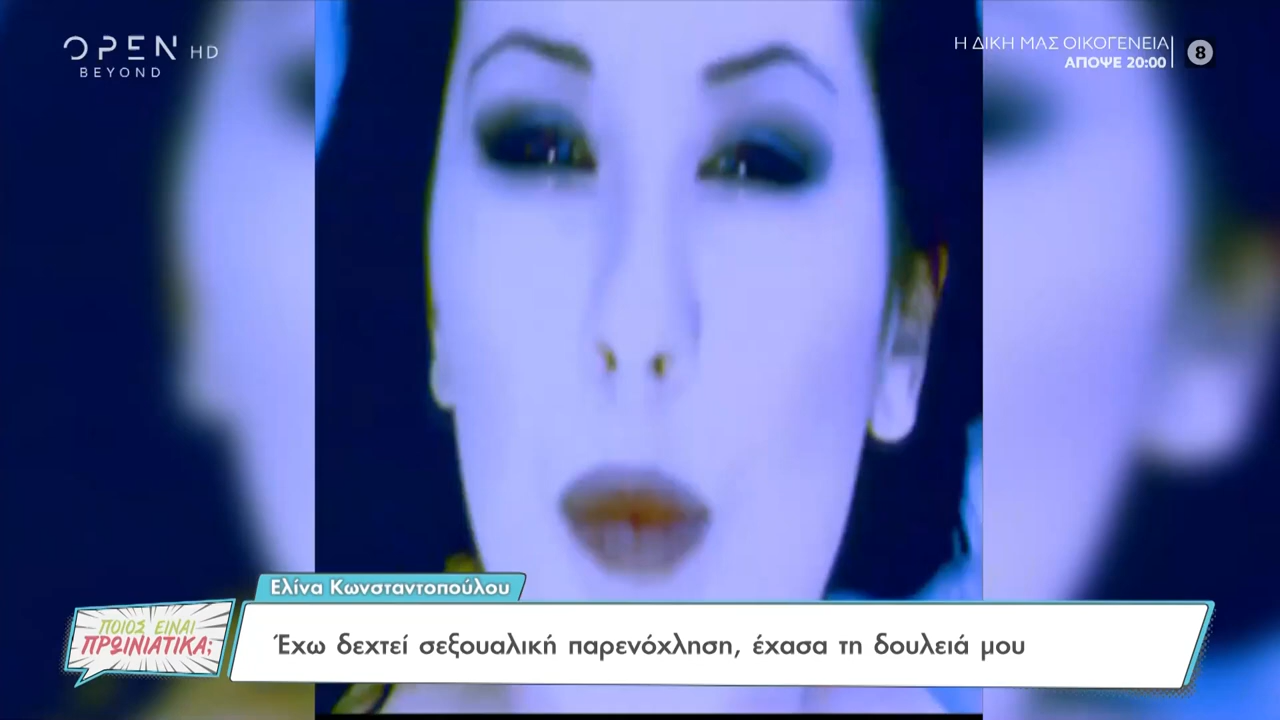 OPEN HD
BEYOND
Η ΔΙΚΗ ΜΑΣ ΟΙΚΟΓΕΝΕΙΑ
ΑΠΟΨΕ 20:00
8
Ελίνα Κωνσταντοπούλου
ΠΟΙΟΣ ΕΙΝΑΙ
ΠΡΩΙΝΙΑΤΙΚΑ;
Έχω δεχτεί σεξουαλική παρενόχληση, έχασα τη δουλειά μου